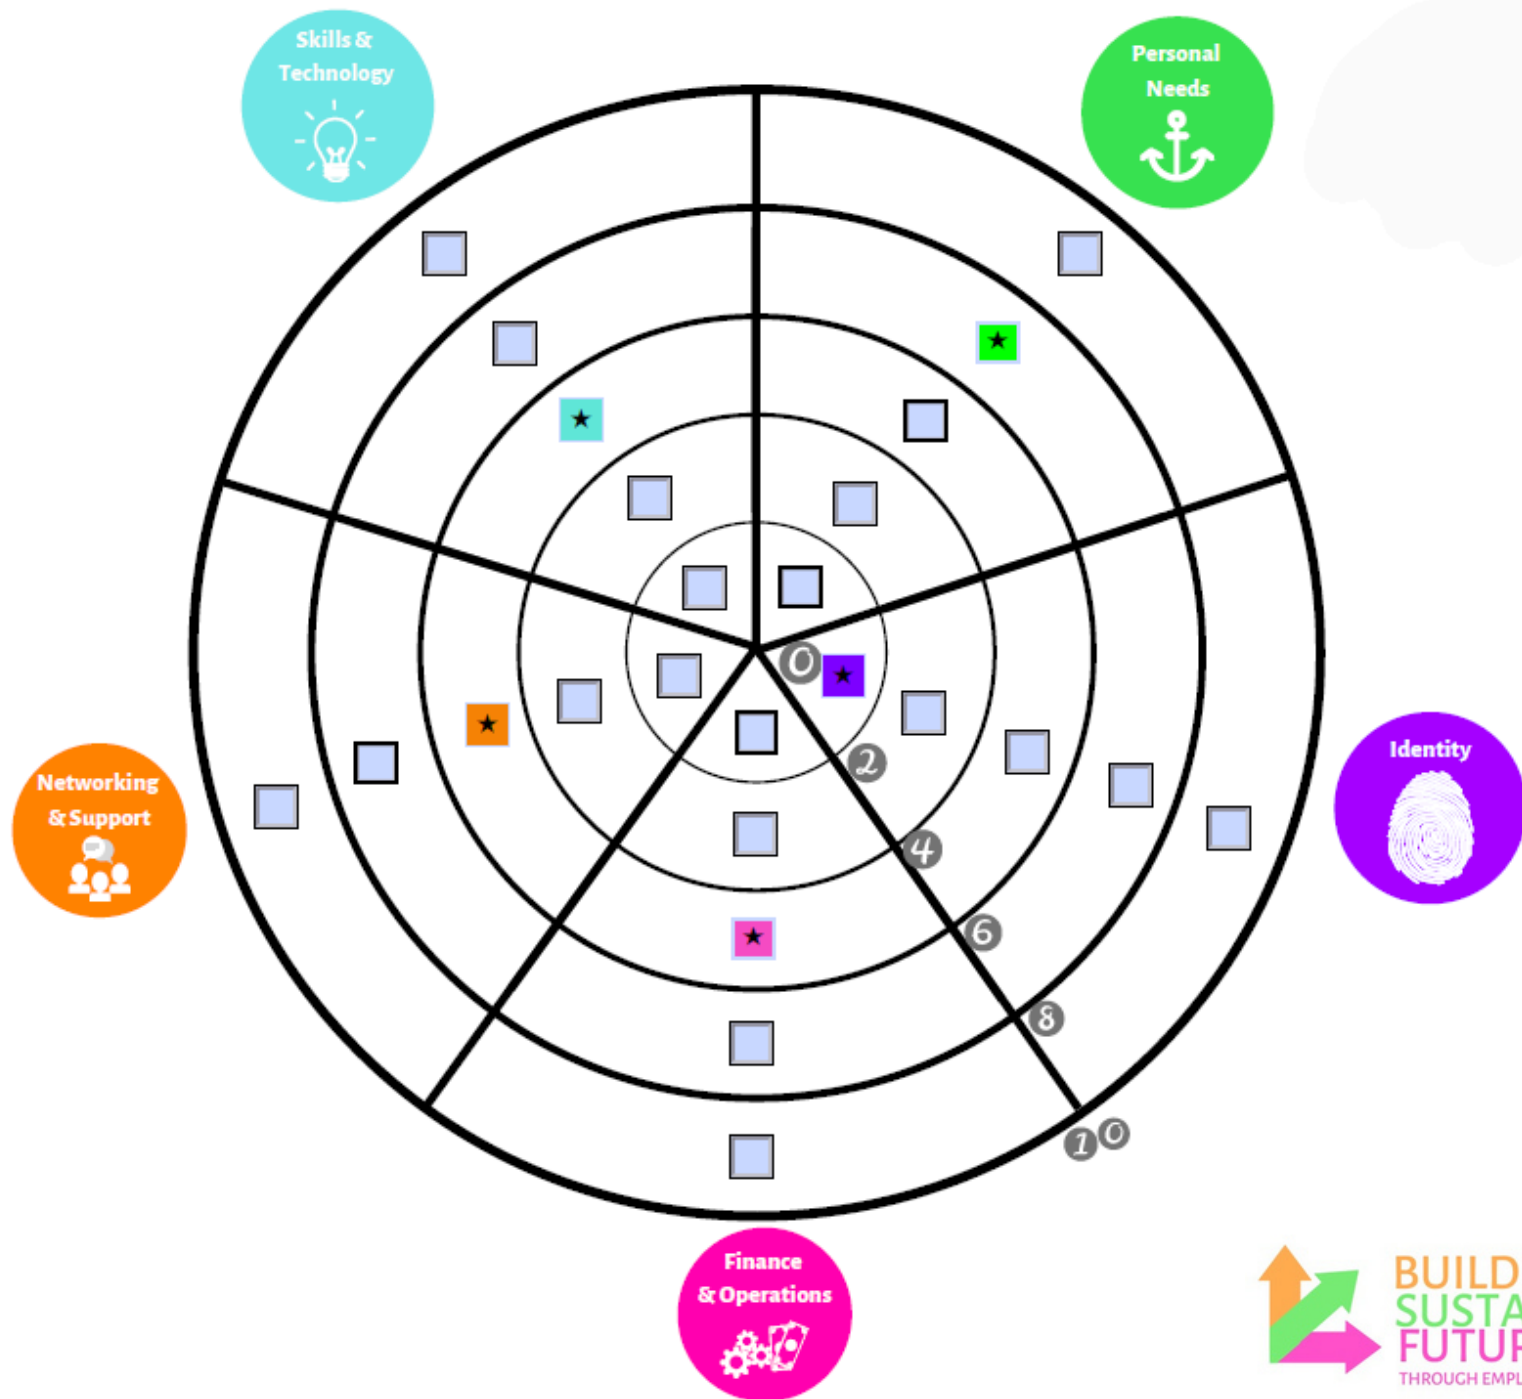 Skills &
Technology
Personal
Needs
0
2
4
6
8
10
Networking
& Support
Identity
Finance
& Operations
BUILD
SUSTA
FUTUR
THROUGH EMPL